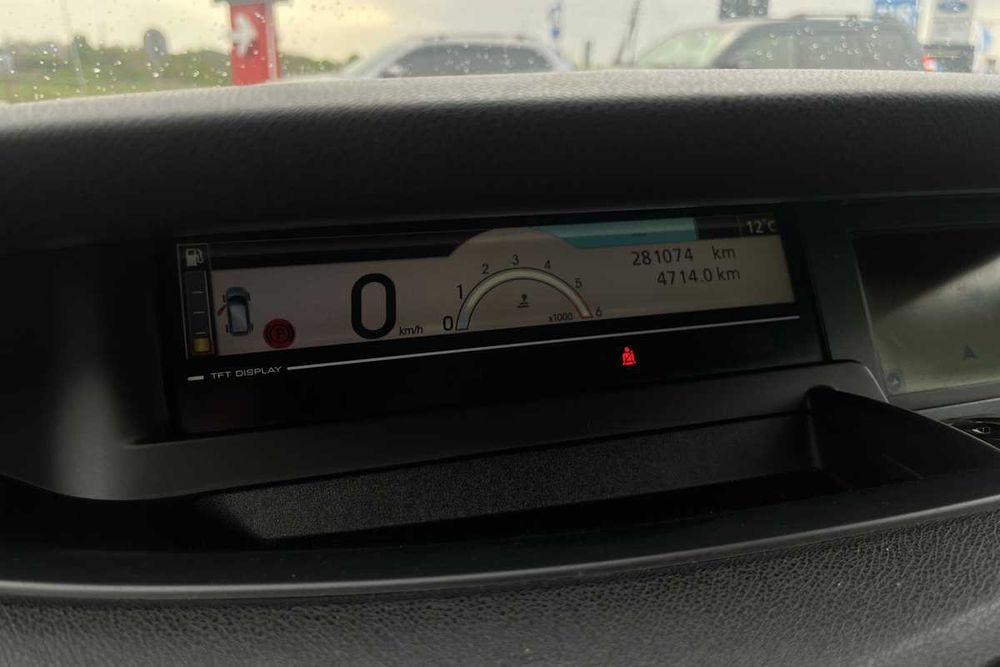 12°C
281074 km
4714.0 km
0 km/h
0 1 2 3 4 5 6
x1000
P
TFT DISPLAY